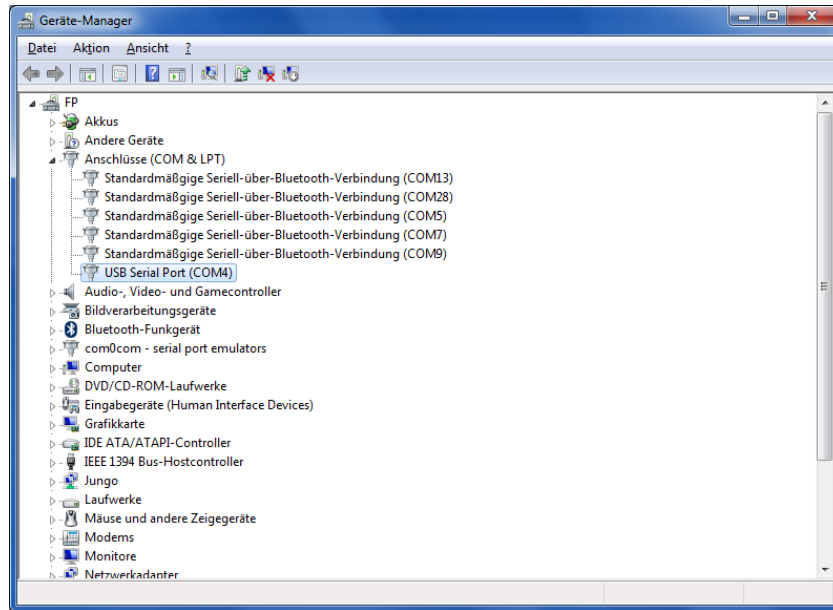 Geräte-Manager
Datei Aktion Ansicht ?
FP
Akkus
Andere Geräte
Anschlüsse (COM & LPT)
Standardmäßgige Seriell-über-Bluetooth-Verbindung (COM13)
Standardmäßgige Seriell-über-Bluetooth-Verbindung (COM28)
Standardmäßgige Seriell-über-Bluetooth-Verbindung (COM5)
Standardmäßgige Seriell-über-Bluetooth-Verbindung (COM7)
Standardmäßgige Seriell-über-Bluetooth-Verbindung (COM9)
USB Serial Port (COM4)
Audio-, Video- und Gamecontroller
Bildverarbeitungsgeräte
Bluetooth-Funkgerät
com0com - serial port emulators
Computer
DVD/CD-ROM-Laufwerke
Eingabegeräte (Human Interface Devices)
Grafikkarte
IDE ATA/ATAPI-Controller
IEEE 1394 Bus-Hostcontroller
Jungo
Laufwerke
Mäuse und andere Zeigegeräte
Modems
Monitore
Netzwerkadapter